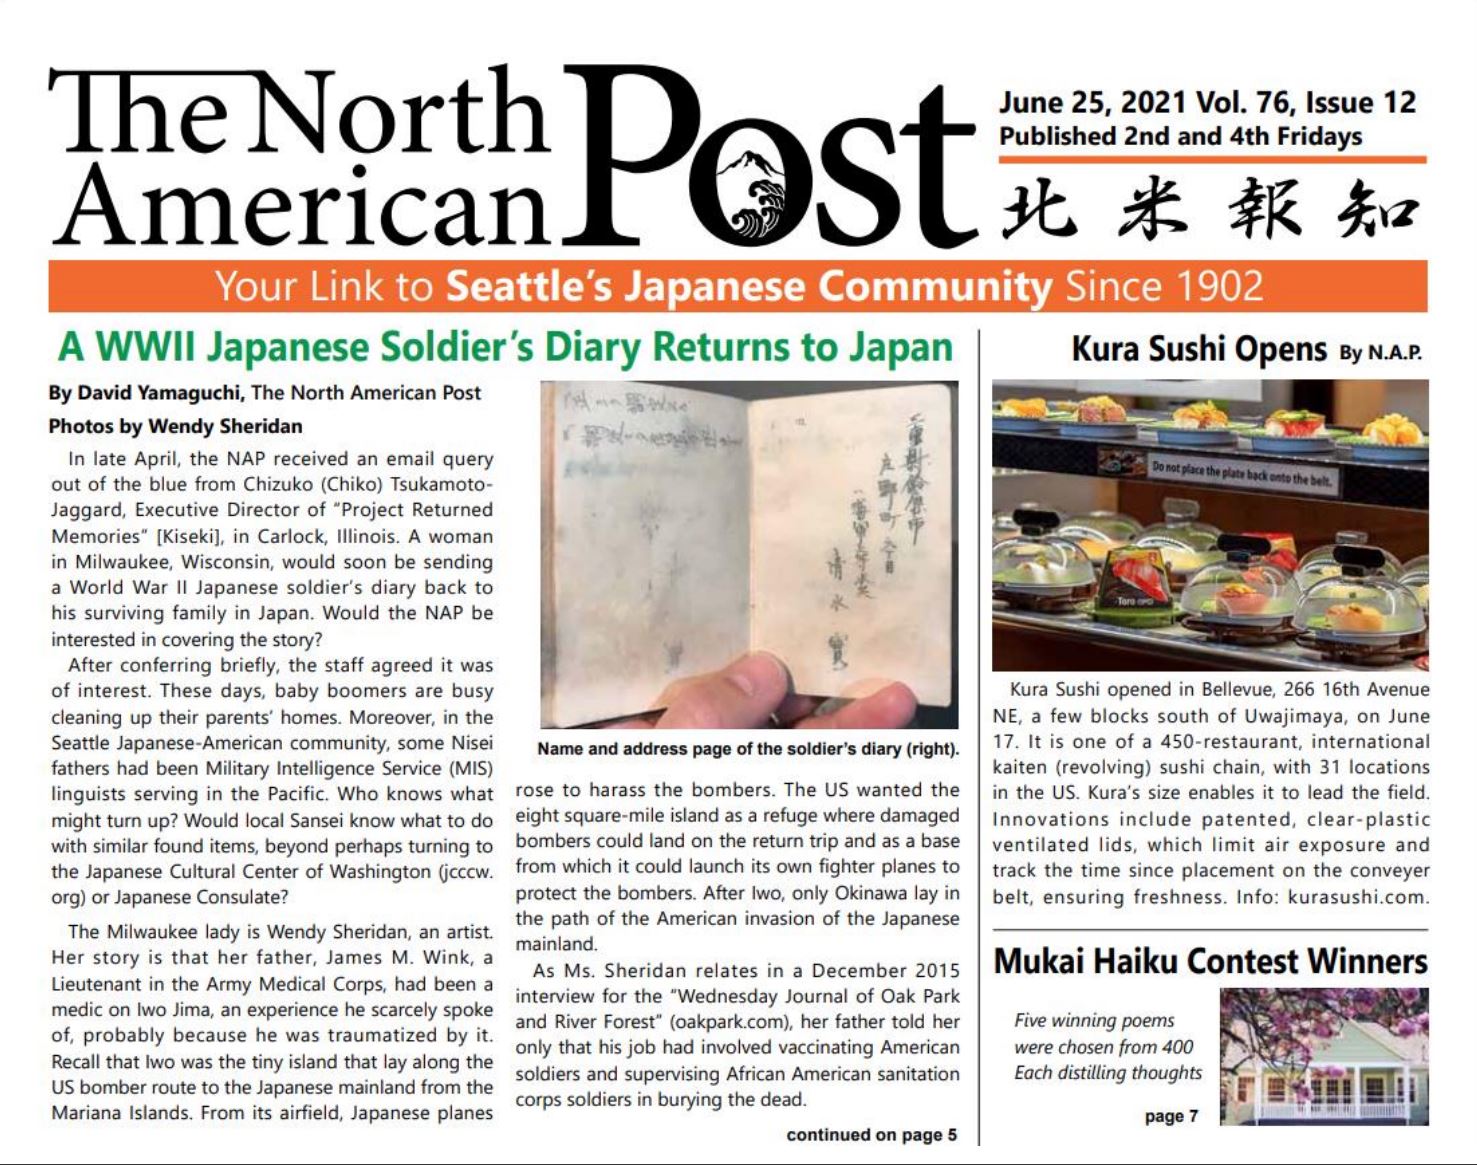 The North
American
Post
June 25, 2021 Vol. 76, Issue 12
Published 2nd and 4th Fridays
北米報知
Your Link to Seattle's Japanese Community Since 1902
A WWII Japanese Soldier's Diary Returns to Japan
By David Yamaguchi, The North American Post
Photos by Wendy Sheridan
In late April, the NAP received an email query
out of the blue from Chizuko (Chiko) Tsukamoto-
Jaggard, Executive Director of "Project Returned
Memories" [Kiseki], in Carlock, Illinois. A woman
in Milwaukee, Wisconsin, would soon be sending
a World War II Japanese soldier's diary back to
his surviving family in Japan. Would the NAP be
interested in covering the story?
After conferring briefly, the staff agreed it was
of interest. These days, baby boomers are busy
cleaning up their parents' homes. Moreover, in the
Seattle Japanese-American community, some Nisei
fathers had been Military Intelligence Service (MIS)
linguists serving in the Pacific. Who knows what
might turn up? Would local Sansei know what to do
with similar found items, beyond perhaps turning to
the Japanese Cultural Center of Washington (jcccw.
org) or Japanese Consulate?
The Milwaukee lady is Wendy Sheridan, an artist.
Her story is that her father, James M. Wink, a
Lieutenant in the Army Medical Corps, had been a
medic on Iwo Jima, an experience he scarcely spoke
of, probably because he was traumatized by it.
Recall that Iwo was the tiny island that lay along the
US bomber route to the Japanese mainland from the
Mariana Islands. From its airfield, Japanese planes
三重縣鈴鹿市
清水實
Name and address page of the soldier's diary (right).
rose to harass the bombers. The US wanted the
eight square-mile island as a refuge where damaged
bombers could land on the return trip and as a base
from which it could launch its own fighter planes to
protect the bombers. After Iwo, only Okinawa lay in
the path of the American invasion of the Japanese
mainland.
As Ms. Sheridan relates in a December 2015
interview for the "Wednesday Journal of Oak Park
and River Forest" (oakpark.com), her father told her
only that his job had involved vaccinating American
soldiers and supervising African American sanitation
corps soldiers in burying the dead.
continued on page 5
Kura Sushi Opens By N.A.P.
Do not place the plate back onto the belt.
Toro
Kura Sushi opened in Bellevue, 266 16th Avenue
NE, a few blocks south of Uwajimaya, on June
17. It is one of a 450-restaurant, international
kaiten (revolving) sushi chain, with 31 locations
in the US. Kura's size enables it to lead the field.
Innovations include patented, clear-plastic
ventilated lids, which limit air exposure and
track the time since placement on the conveyer
belt, ensuring freshness. Info: kurasushi.com.
Mukai Haiku Contest Winners
Five winning poems
were chosen from 400
Each distilling thoughts
page 7